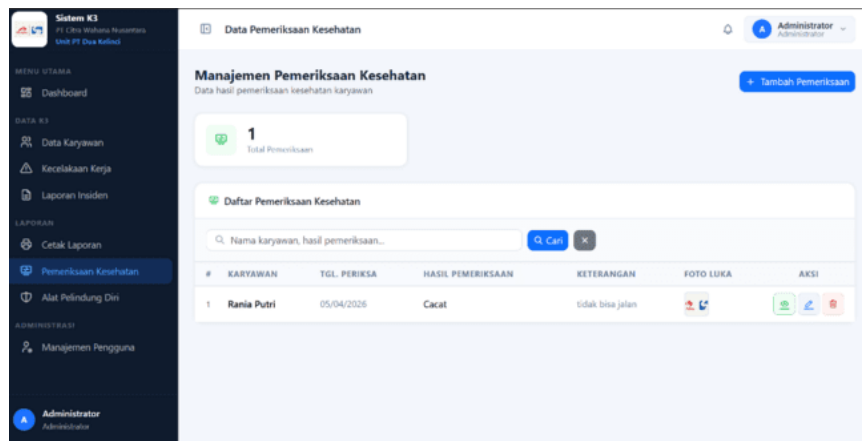 Sistem K3
PT Citra Wahana Nusantara
Unit PT Dua Kelinci
MENU UTAMA
Dashboard
DATA K3
Data Karyawan
Kecelakaan Kerja
Laporan Insiden
LAPORAN
Cetak Laporan
Pemeriksaan Kesehatan
Alat Pelindung Diri
ADMINISTRASI
Manajemen Pengguna
A Administrator
Administrator
Data Pemeriksaan Kesehatan
A Administrator
Administrator
Manajemen Pemeriksaan Kesehatan
Data hasil pemeriksaan kesehatan karyawan
+ Tambah Pemeriksaan
1
Total Pemeriksaan
Daftar Pemeriksaan Kesehatan
Nama karyawan, hasil pemeriksaan...
Cari
# KARYAWAN TGL. PERIKSA HASIL PEMERIKSAAN KETERANGAN FOTO LUKA AKSI
1 Rania Putri 05/04/2026 Cacat tidak bisa jalan